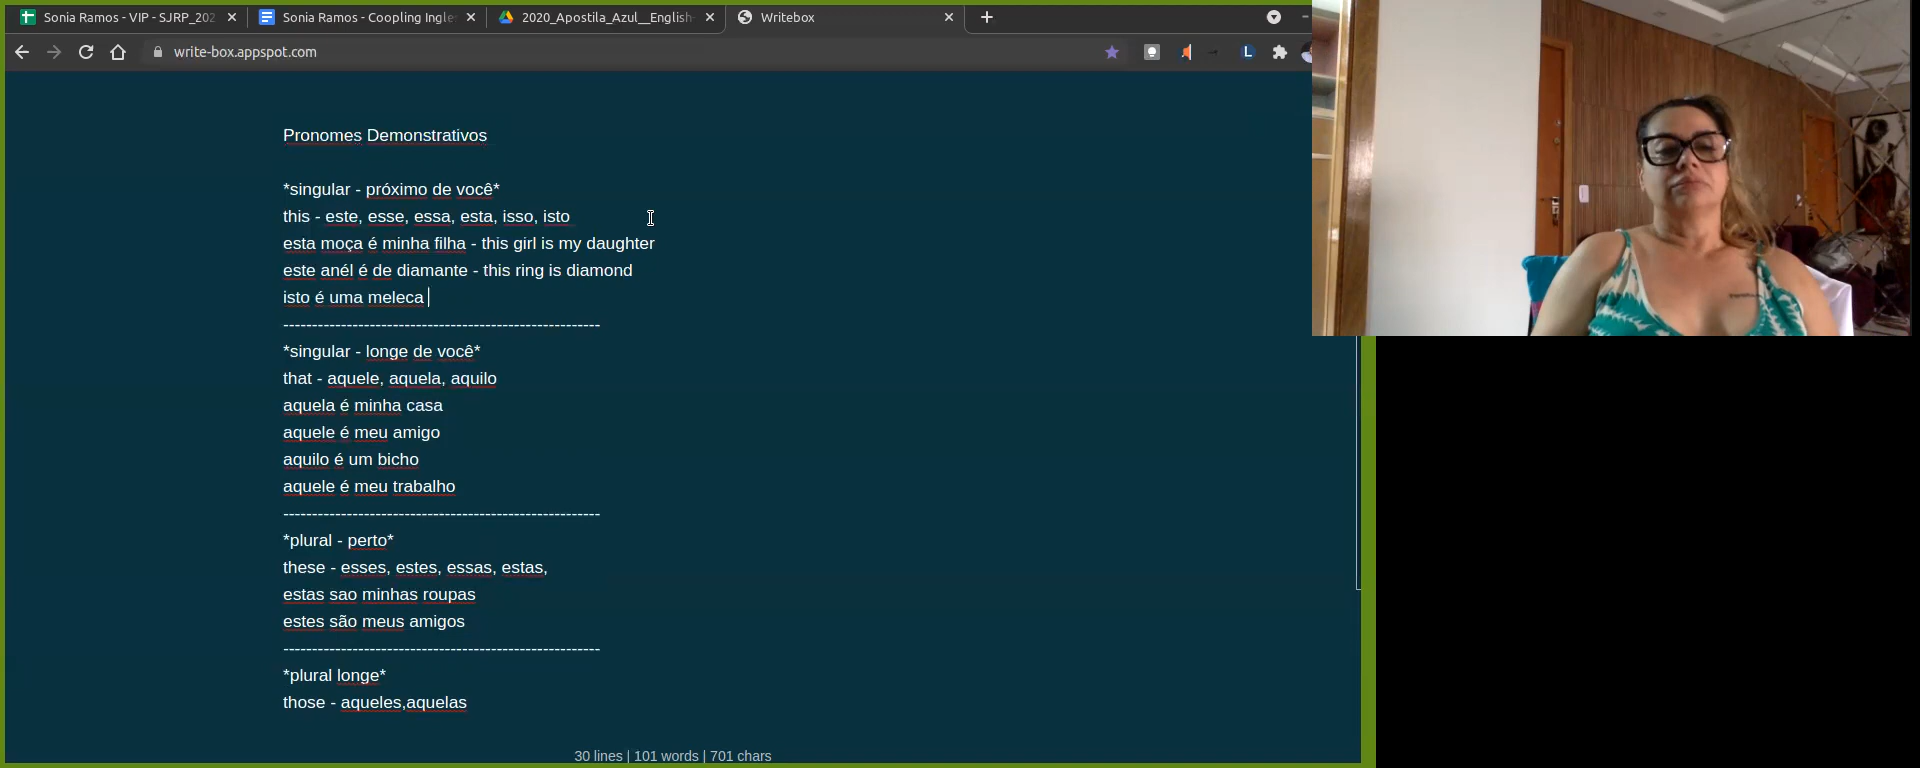 Sonia Ramos - VIP - SJRP_202
Sonia Ramos - Coopling Ingle
2020_Apostila_Azul__English
Writebox
write-box.appspot.com
Pronomes Demonstrativos
*singular - próximo de você*
this - este, esse, essa, esta, isso, isto
esta moça é minha filha - this girl is my daughter
este anél é de diamante - this ring is diamond
isto é uma meleca
-------------------------------------------------------
*singular - longe de você*
that - aquele, aquela, aquilo
aquela é minha casa
aquele é meu amigo
aquilo é um bicho
aquele é meu trabalho
-------------------------------------------------------
*plural - perto*
these - esses, estes, essas, estas,
estas sao minhas roupas
estes são meus amigos
-------------------------------------------------------
*plural longe*
those - aqueles,aquelas
30 lines | 101 words | 701 chars